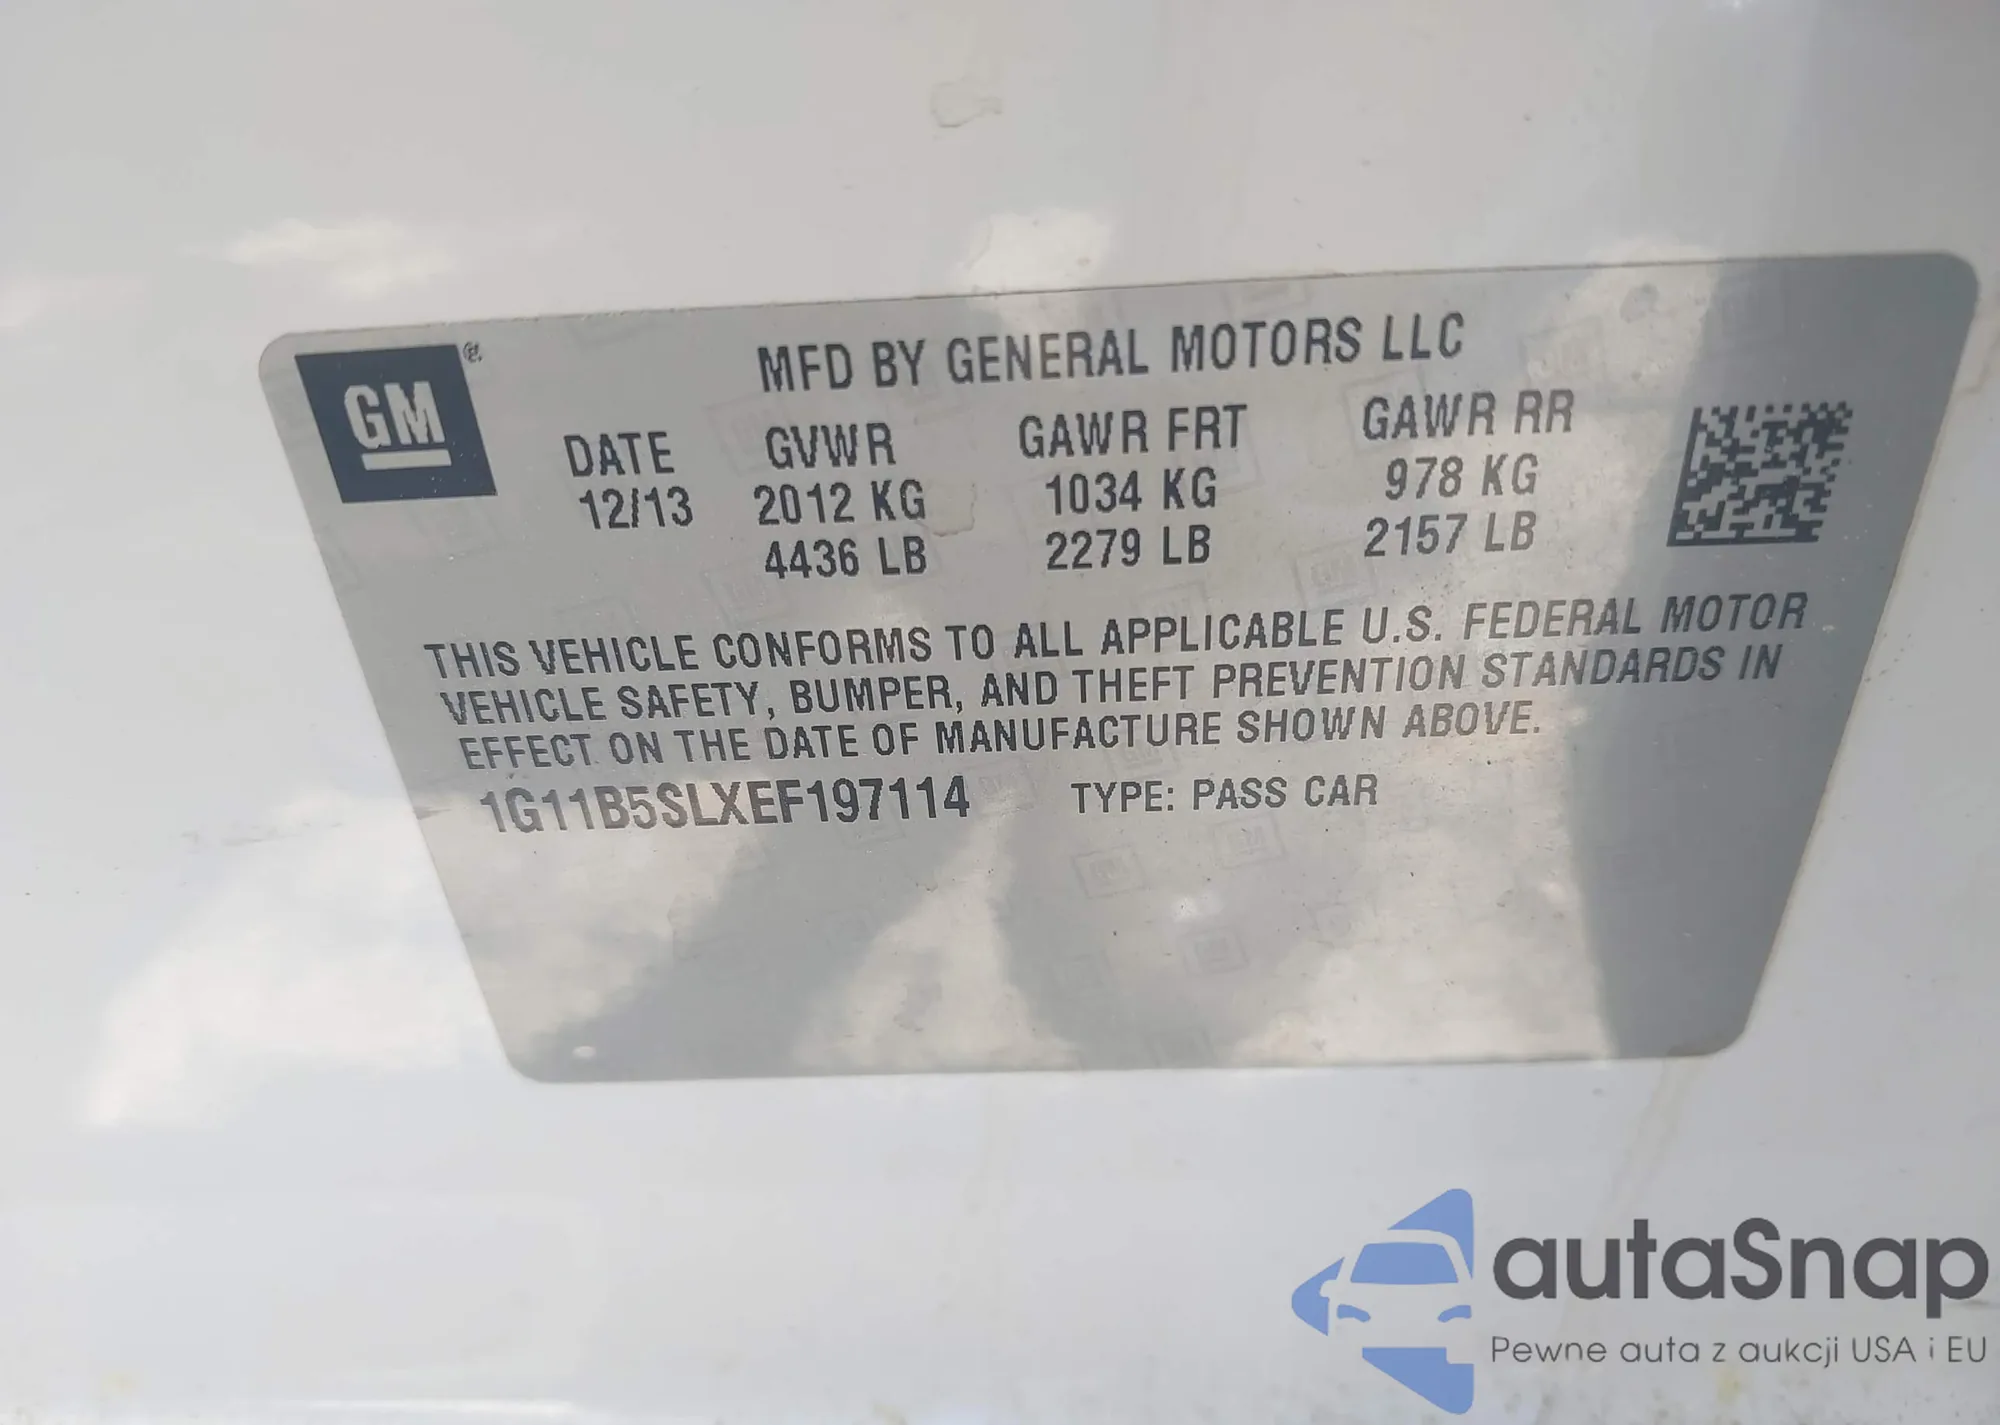 GM®
MFD BY GENERAL MOTORS LLC
DATE GVWR GAWR FRT GAWR RR
12/13 2012 KG 1034 KG 978 KG
4436 LB 2279 LB 2157 LB
THIS VEHICLE CONFORMS TO ALL APPLICABLE U.S. FEDERAL MOTOR
VEHICLE SAFETY, BUMPER, AND THEFT PREVENTION STANDARDS IN
EFFECT ON THE DATE OF MANUFACTURE SHOWN ABOVE.
1G11B5SLXEF197114 TYPE: PASS CAR
autaSnap
Pewne auta z aukcji USA i EU